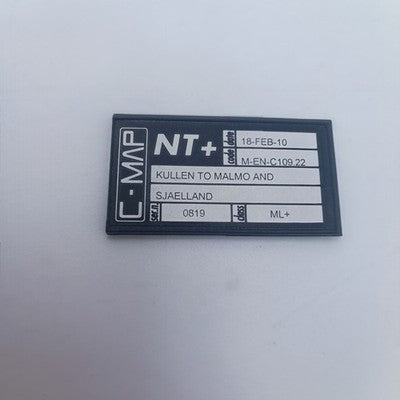 C-MAP
NT+
date 18-FEB-10
code M-EN-C109.22
KULLEN TO MALMO AND
SJAELLAND
ser.n 0819 class ML+